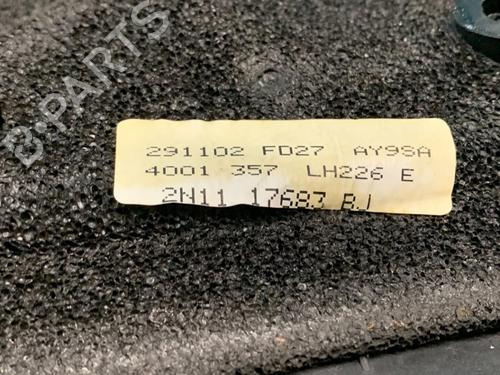 B-PARTS
291102 FD27 AY9SA
4001 357 LH226 E
2N11 17683 BJ